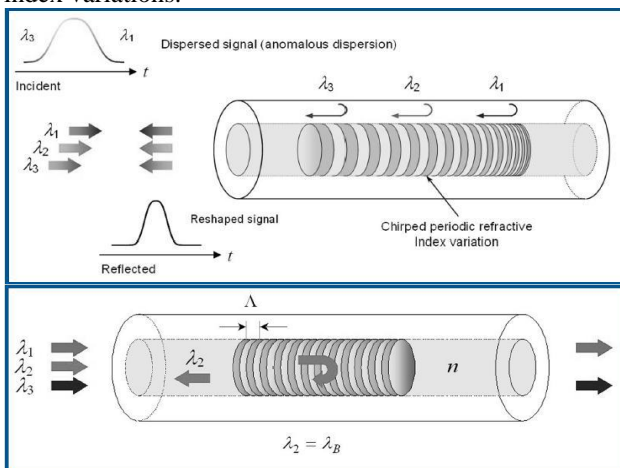 index variations.
λ3 λ1
Dispersed signal (anomalous dispersion)
t
Incident
λ3 λ2 λ1
λ1
λ2
λ3
Reshaped signal
Chirped periodic refractive
Index variation
t
Reflected
Λ
λ1
λ2
λ3
λ2
n
λ2 = λB